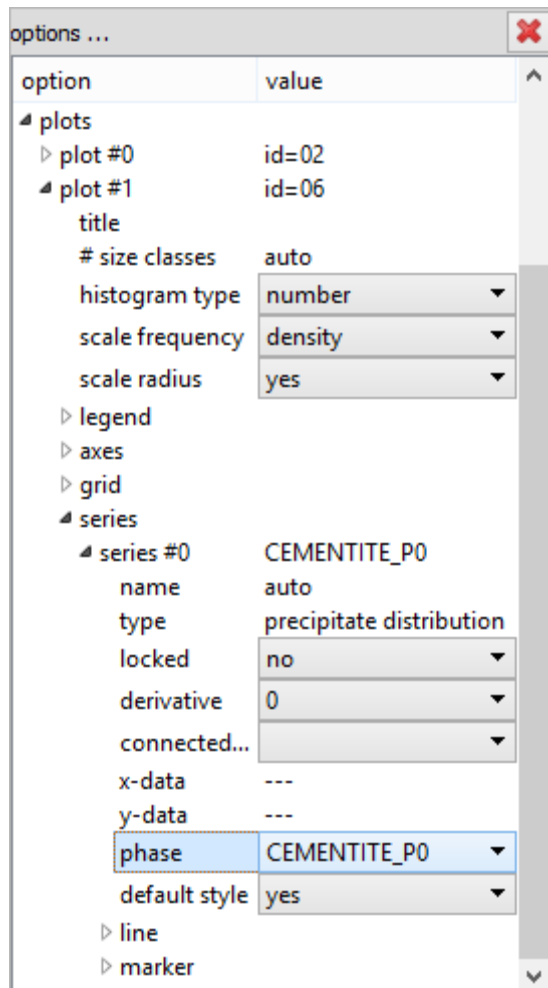 options ...
option value
plots
plot #0 id=02
plot #1 id=06
title
# size classes auto
histogram type number
scale frequency density
scale radius yes
legend
axes
grid
series
series #0 CEMENTITE_P0
name auto
type precipitate distribution
locked no
derivative 0
connected...
x-data ---
y-data ---
phase CEMENTITE_P0
default style yes
line
marker